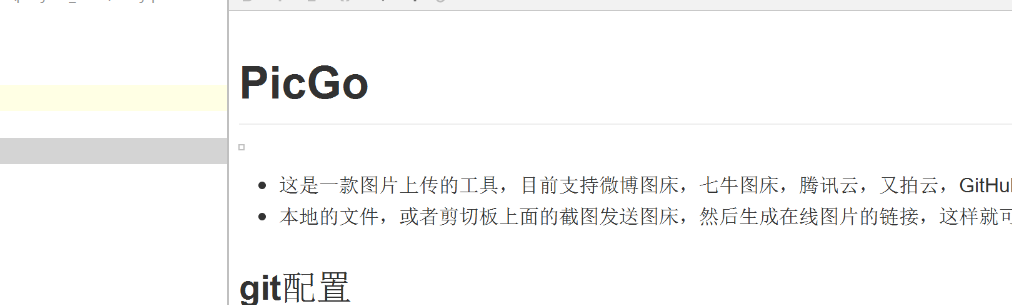 PicGo
这是一款图片上传的工具，目前支持微博图床，七牛图床，腾讯云，又拍云，GitHu
本地的文件，或者剪切板上面的截图发送图床，然后生成在线图片的链接，这样就可
git配置